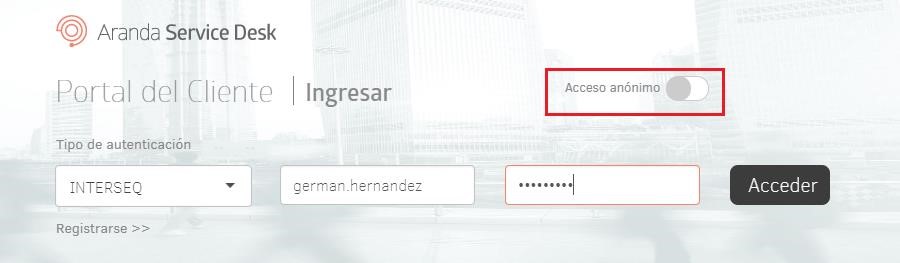 Aranda Service Desk
Portal del Cliente | Ingresar
Acceso anónimo
Tipo de autenticación
INTERSEQ
german.hernandez
•••••••••
Acceder
Registrarse >>